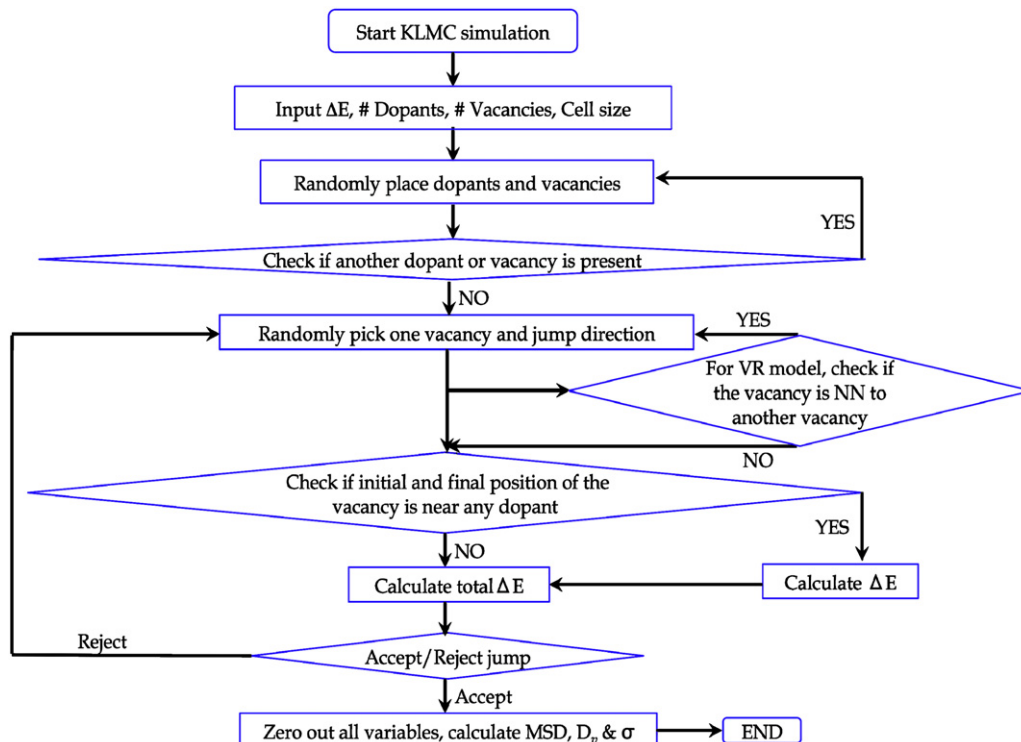 Start KLMC simulation
Input ΔE, # Dopants, # Vacancies, Cell size
Randomly place dopants and vacancies
YES
Check if another dopant or vacancy is present
NO
Randomly pick one vacancy and jump direction
YES
For VR model, check if
the vacancy is NN to
another vacancy
NO
Check if initial and final position of the
vacancy is near any dopant
YES
NO
Calculate total Δ E
Calculate Δ E
Reject
Accept/Reject jump
Accept
Zero out all variables, calculate MSD, Dₚ & σ
END